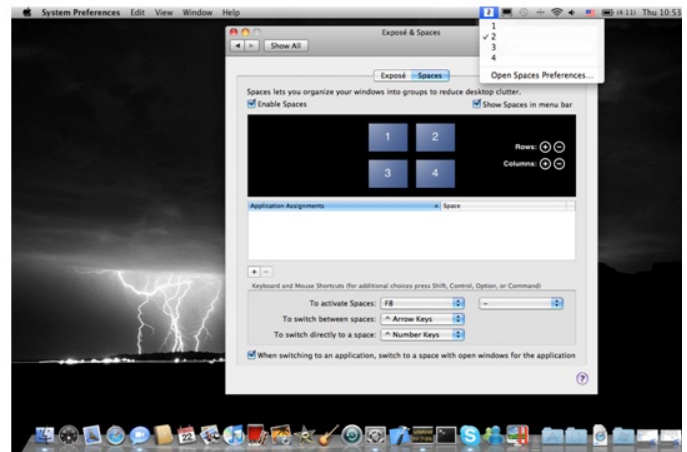 System Preferences Edit View Window Help
2
(4:11) Thu 10:53
1
✓ 2
3
4
Open Spaces Preferences...
Exposé & Spaces
Show All
Exposé Spaces
Spaces lets you organize your windows into groups to reduce desktop clutter.
Enable Spaces
Show Spaces in menu bar
1 2
Rows:
3 4
Columns:
Application Assignments Space
+ −
Keyboard and Mouse Shortcuts (for additional choices press Shift, Control, Option, or Command)
To activate Spaces: F8 -
To switch between spaces: ^ Arrow Keys
To switch directly to a space: ^ Number Keys
When switching to an application, switch to a space with open windows for the application
?
22